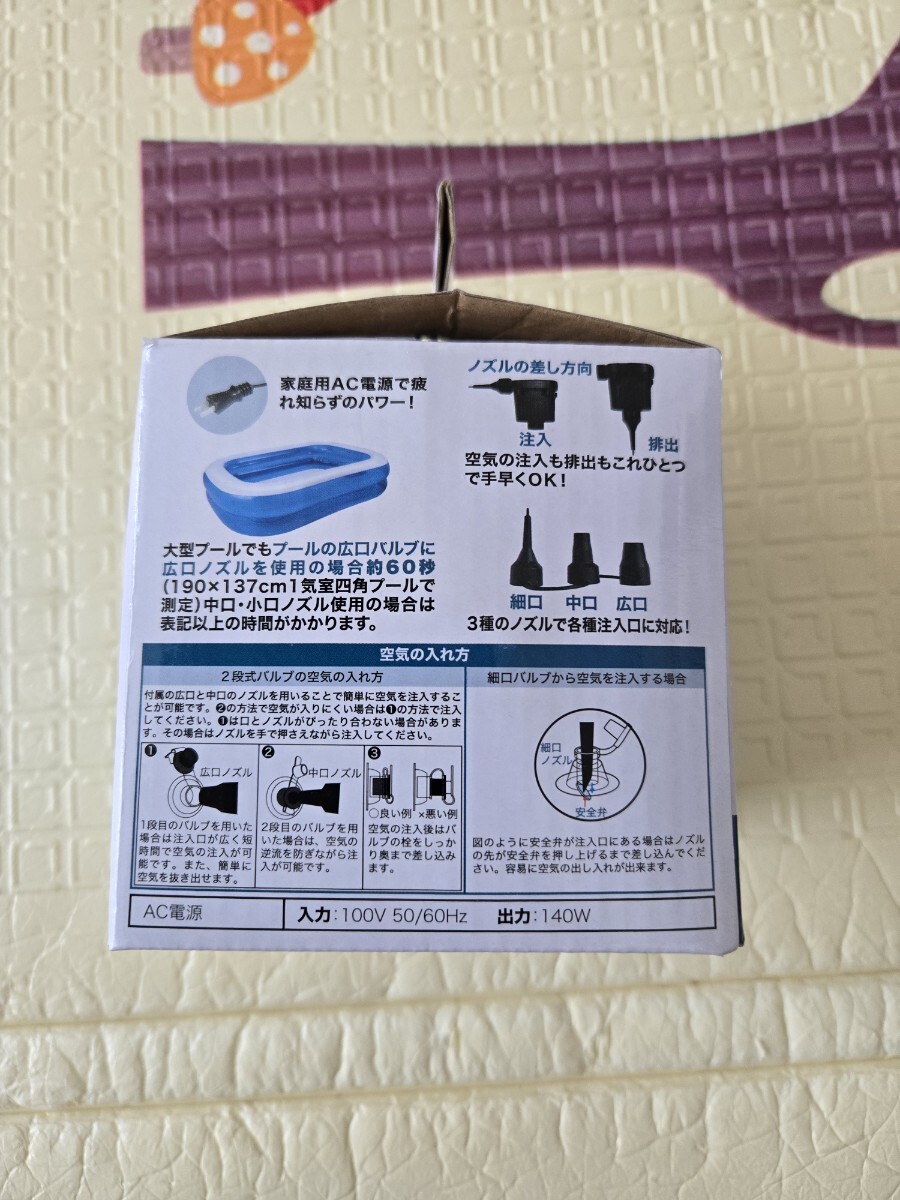 家庭用AC電源で疲
れ知らずのパワー!
ノズルの差し方向
注入
排出
空気の注入も排出もこれひとつ
で手早くOK!
大型プールでもプールの広口バルブに
広口ノズルを使用の場合約60秒
(190×137cm1気室四角プールで
測定)中口・小口ノズル使用の場合は
表記以上の時間がかかります。
細口 中口 広口
3種のノズルで各種注入口に対応!
空気の入れ方
2段式バルブの空気の入れ方
付属の広口と中口のノズルを用いることで簡単に空気を注入するこ
とが可能です。❷の方法で空気が入りにくい場合は❶の方法で注入
してください。❶は口とノズルがぴったり合わない場合がありま
す。その場合はノズルを手で押さえながら注入してください。
❶
広口ノズル
1段目のバルブを用いた
場合は注入口が広く短
時間で空気の注入が可
能です。また、簡単に
空気を抜き出せます。
❷
中口ノズル
2段目のバルブを用
いた場合は、空気の
逆流を防ぎながら注
入が可能です。
❸
○良い例 ×悪い例
空気の注入後はバ
ルブの栓をしっか
り奥まで差し込み
ます。
細口バルブから空気を注入する場合
細口
ノズル
安全弁
図のように安全弁が注入口にある場合はノズル
の先が安全弁を押し上げるまで差し込んでくだ
さい。容易に空気の出し入れが出来ます。
AC電源
入力:100V 50/60Hz 出力:140W